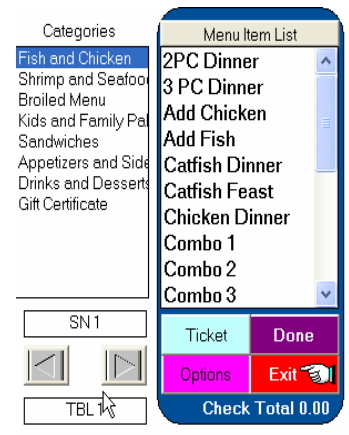 Categories
Fish and Chicken
Shrimp and Seafoo
Broiled Menu
Kids and Family Pal
Sandwiches
Appetizers and Side
Drinks and Desserts
Gift Certificate
SN 1
TBL 1
Menu Item List
2PC Dinner
3 PC Dinner
Add Chicken
Add Fish
Catfish Dinner
Catfish Feast
Chicken Dinner
Combo 1
Combo 2
Combo 3
Ticket
Done
Options
Exit
Check Total 0.00